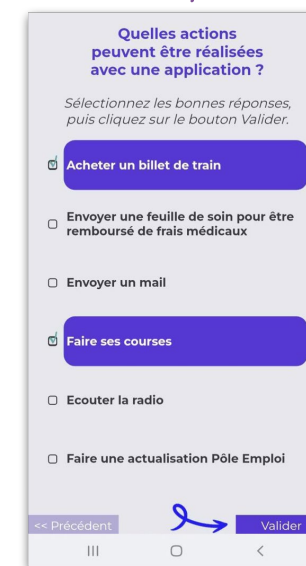 Quelles actions
peuvent être réalisées
avec une application ?
Sélectionnez les bonnes réponses,
puis cliquez sur le bouton Valider.
Acheter un billet de train
Envoyer une feuille de soin pour être
remboursé de frais médicaux
Envoyer un mail
Faire ses courses
Ecouter la radio
Faire une actualisation Pôle Emploi
<< Précédent
Valider